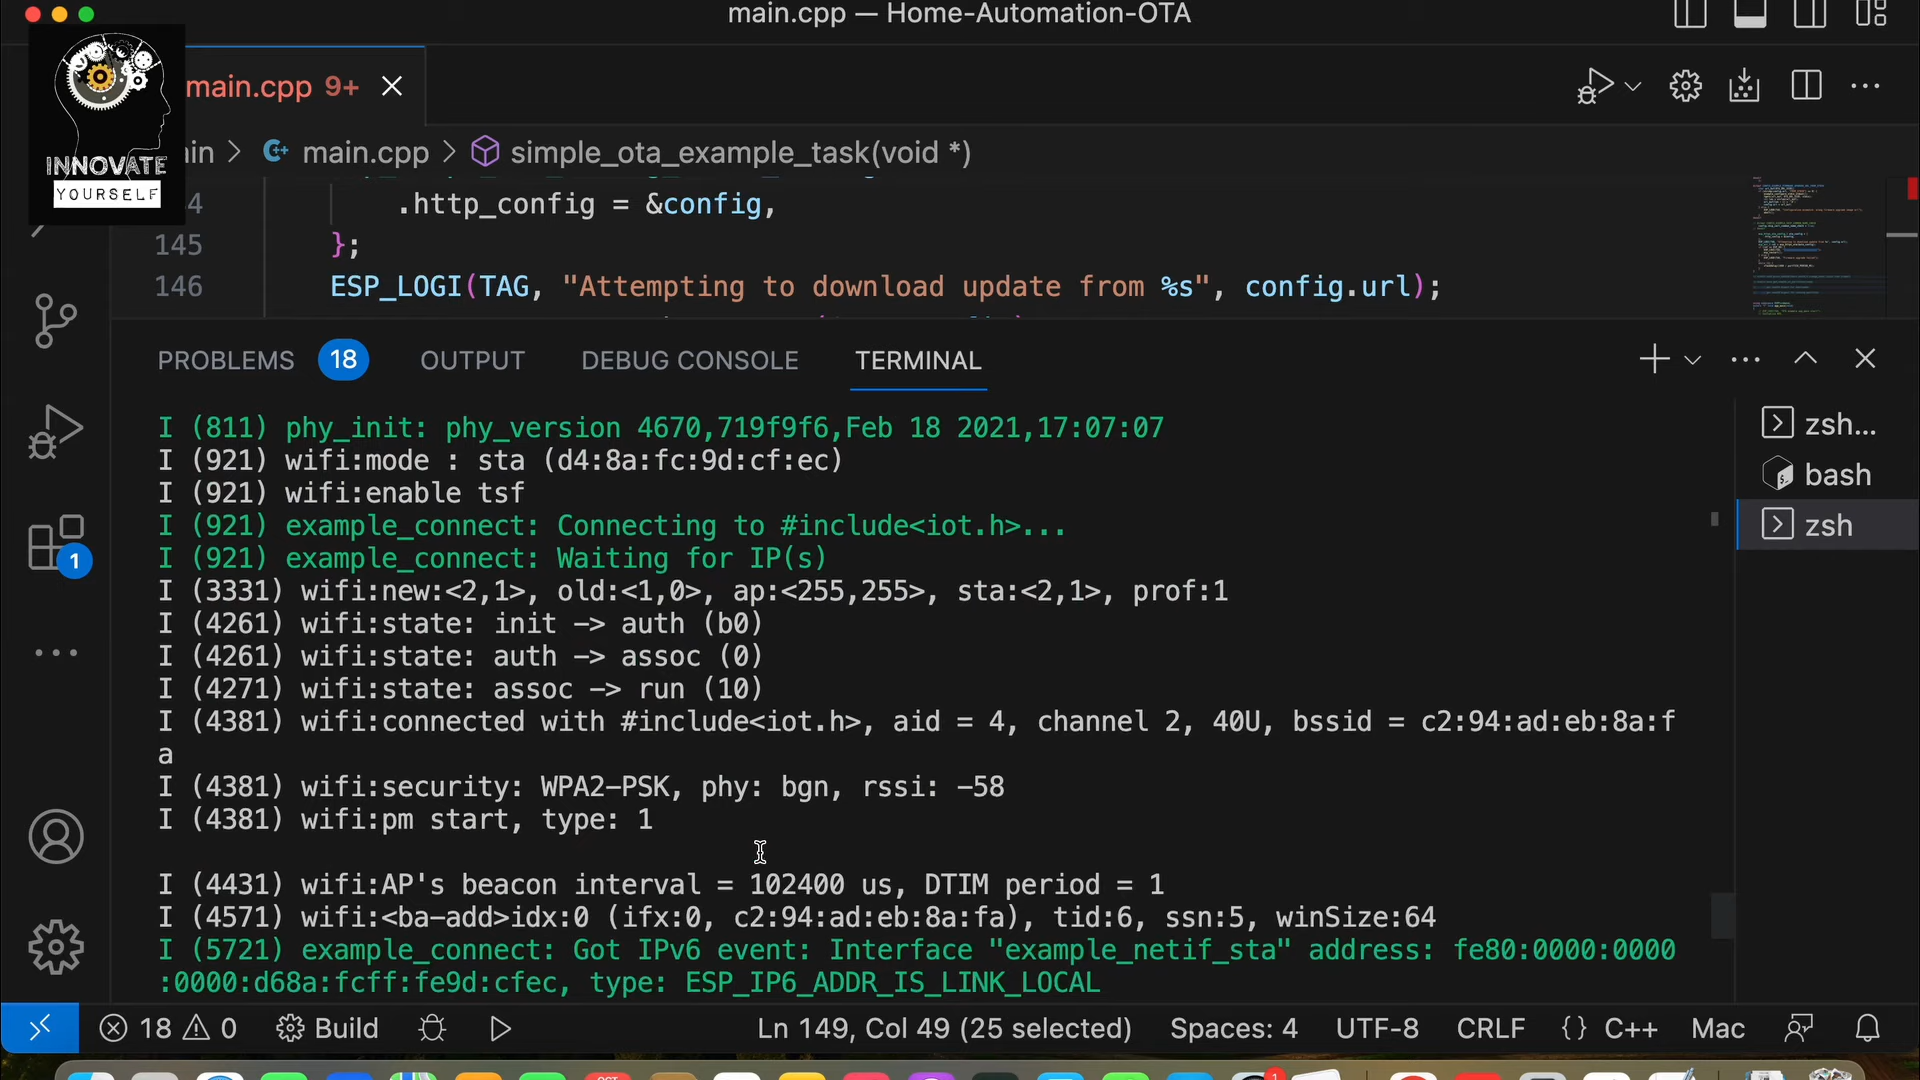 main.cpp — Home-Automation-OTA
INNOVATE
YOURSELF
main.cpp 9+
in > main.cpp > simple_ota_example_task(void *)
4 .http_config = &config,
145 };
146 ESP_LOGI(TAG, "Attempting to download update from %s", config.url);
PROBLEMS 18 OUTPUT DEBUG CONSOLE TERMINAL
I (811) phy_init: phy_version 4670,719f9f6,Feb 18 2021,17:07:07
I (921) wifi:mode : sta (d4:8a:fc:9d:cf:ec)
I (921) wifi:enable tsf
I (921) example_connect: Connecting to #include<iot.h>...
I (921) example_connect: Waiting for IP(s)
I (3331) wifi:new:<2,1>, old:<1,0>, ap:<255,255>, sta:<2,1>, prof:1
I (4261) wifi:state: init -> auth (b0)
I (4261) wifi:state: auth -> assoc (0)
I (4271) wifi:state: assoc -> run (10)
I (4381) wifi:connected with #include<iot.h>, aid = 4, channel 2, 40U, bssid = c2:94:ad:eb:8a:f
a
I (4381) wifi:security: WPA2-PSK, phy: bgn, rssi: -58
I (4381) wifi:pm start, type: 1
I (4431) wifi:AP's beacon interval = 102400 us, DTIM period = 1
I (4571) wifi:<ba-add>idx:0 (ifx:0, c2:94:ad:eb:8a:fa), tid:6, ssn:5, winSize:64
I (5721) example_connect: Got IPv6 event: Interface "example_netif_sta" address: fe80:0000:0000
:0000:d68a:fcff:fe9d:cfec, type: ESP_IP6_ADDR_IS_LINK_LOCAL
zsh...
bash
zsh
1
18 0 Build Ln 149, Col 49 (25 selected) Spaces: 4 UTF-8 CRLF {} C++ Mac